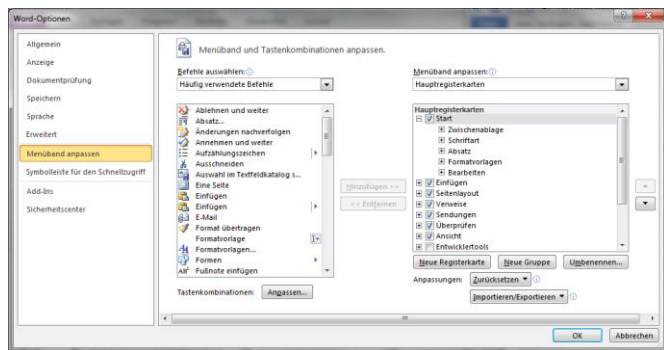 Word-Optionen
Allgemein
Anzeige
Dokumentprüfung
Speichern
Sprache
Erweitert
Menüband anpassen
Symbolleiste für den Schnellzugriff
Add-Ins
Sicherheitscenter
Menüband und Tastenkombinationen anpassen.
Befehle auswählen:
Häufig verwendete Befehle
Ablehnen und weiter
Absatz...
Änderungen nachverfolgen
Annehmen und weiter
Aufzählungszeichen
Ausschneiden
Auswahl im Textfeldkatalog s...
Eine Seite
Einfügen
Einfügen
E-Mail
Format übertragen
Formatvorlage
Formatvorlagen...
Formen
Fußnote einfügen
Tastenkombinationen: Anpassen...
Hinzufügen >>
<< Entfernen
Menüband anpassen:
Hauptregisterkarten
Hauptregisterkarten
Start
Zwischenablage
Schriftart
Absatz
Formatvorlagen
Bearbeiten
Einfügen
Seitenlayout
Verweise
Sendungen
Überprüfen
Ansicht
Entwicklertools
Neue Registerkarte Neue Gruppe Umbenennen...
Anpassungen: Zurücksetzen
Importieren/Exportieren
OK Abbrechen